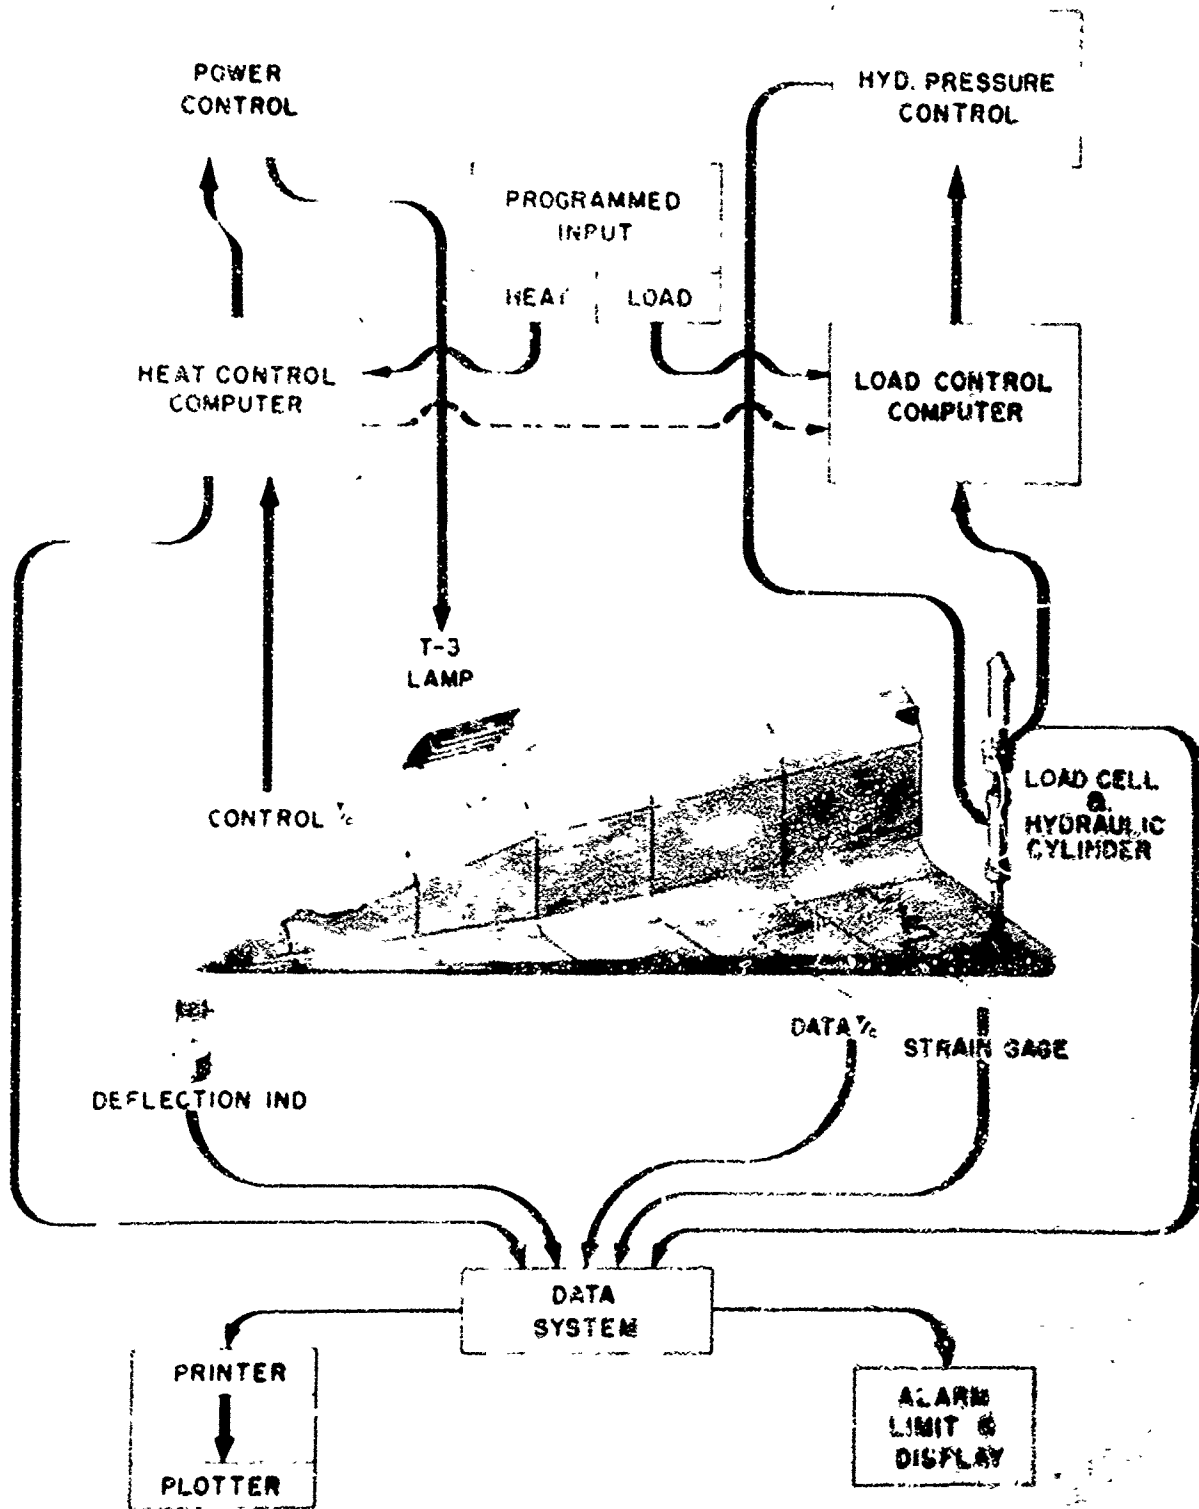 POWER
CONTROL
HYD. PRESSURE
CONTROL
PROGRAMMED
INPUT
HEAT
LOAD
HEAT CONTROL
COMPUTER
LOAD CONTROL
COMPUTER
T-3
LAMP
CONTROL T/C
LOAD CELL
&
HYDRAULIC
CYLINDER
DATA T/C
STRAIN GAGE
DEFLECTION IND
DATA
SYSTEM
PRINTER
PLOTTER
ALARM
LIMIT &
DISPLAY